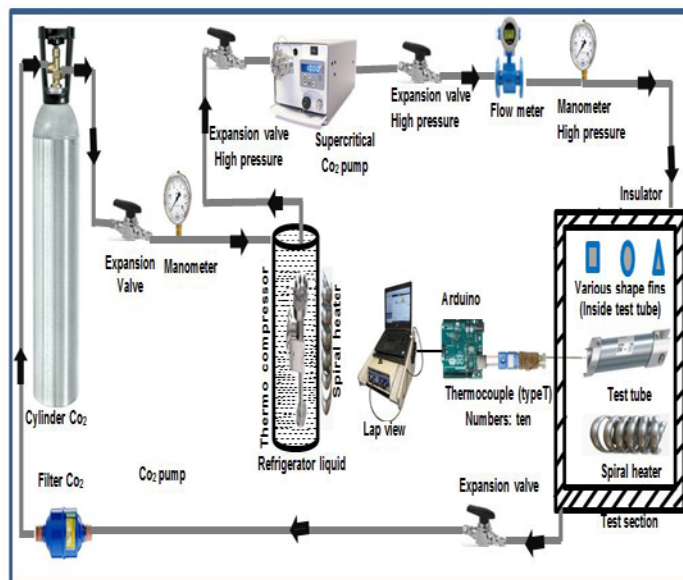 Expansion valve
High pressure
Supercritical
Co₂ pump
Expansion valve
High pressure
Flow meter
Manometer
High pressure
Insulator
Expansion
Valve
Manometer
Thermo compressor
Spiral heater
Refrigerator liquid
Arduino
Lap view
Thermocouple (typeT)
Numbers: ten
Various shape fins
(Inside test tube)
Test tube
Spiral heater
Test section
Cylinder Co₂
Filter Co₂
Co₂ pump
Expansion valve